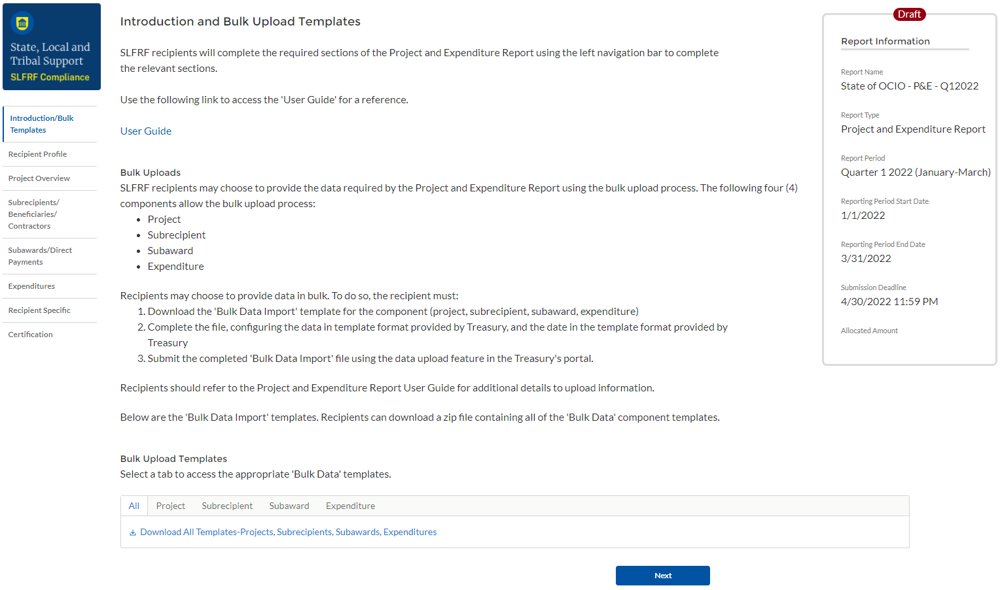 State, Local and
Tribal Support
SLFRF Compliance
Introduction/Bulk
Templates
Recipient Profile
Project Overview
Subrecipients/
Beneficiaries/
Contractors
Subawards/Direct
Payments
Expenditures
Recipient Specific
Certification
Introduction and Bulk Upload Templates
SLFRF recipients will complete the required sections of the Project and Expenditure Report using the left navigation bar to complete
the relevant sections.
Use the following link to access the 'User Guide' for a reference.
User Guide
Bulk Uploads
SLFRF recipients may choose to provide the data required by the Project and Expenditure Report using the bulk upload process. The following four (4)
components allow the bulk upload process:
• Project
• Subrecipient
• Subaward
• Expenditure
Recipients may choose to provide data in bulk. To do so, the recipient must:
1. Download the 'Bulk Data Import' template for the component (project, subrecipient, subaward, expenditure)
2. Complete the file, configuring the data in template format provided by Treasury, and the date in the template format provided by
Treasury
3. Submit the completed 'Bulk Data Import' file using the data upload feature in the Treasury's portal.
Recipients should refer to the Project and Expenditure Report User Guide for additional details to upload information.
Below are the 'Bulk Data Import' templates. Recipients can download a zip file containing all of the 'Bulk Data' component templates.
Bulk Upload Templates
Select a tab to access the appropriate 'Bulk Data' templates.
All Project Subrecipient Subaward Expenditure
Download All Templates-Projects, Subrecipients, Subawards, Expenditures
Next
Draft
Report Information
Report Name
State of OCIO - P&E - Q12022
Report Type
Project and Expenditure Report
Report Period
Quarter 1 2022 (January-March)
Reporting Period Start Date
1/1/2022
Reporting Period End Date
3/31/2022
Submission Deadline
4/30/2022 11:59 PM
Allocated Amount